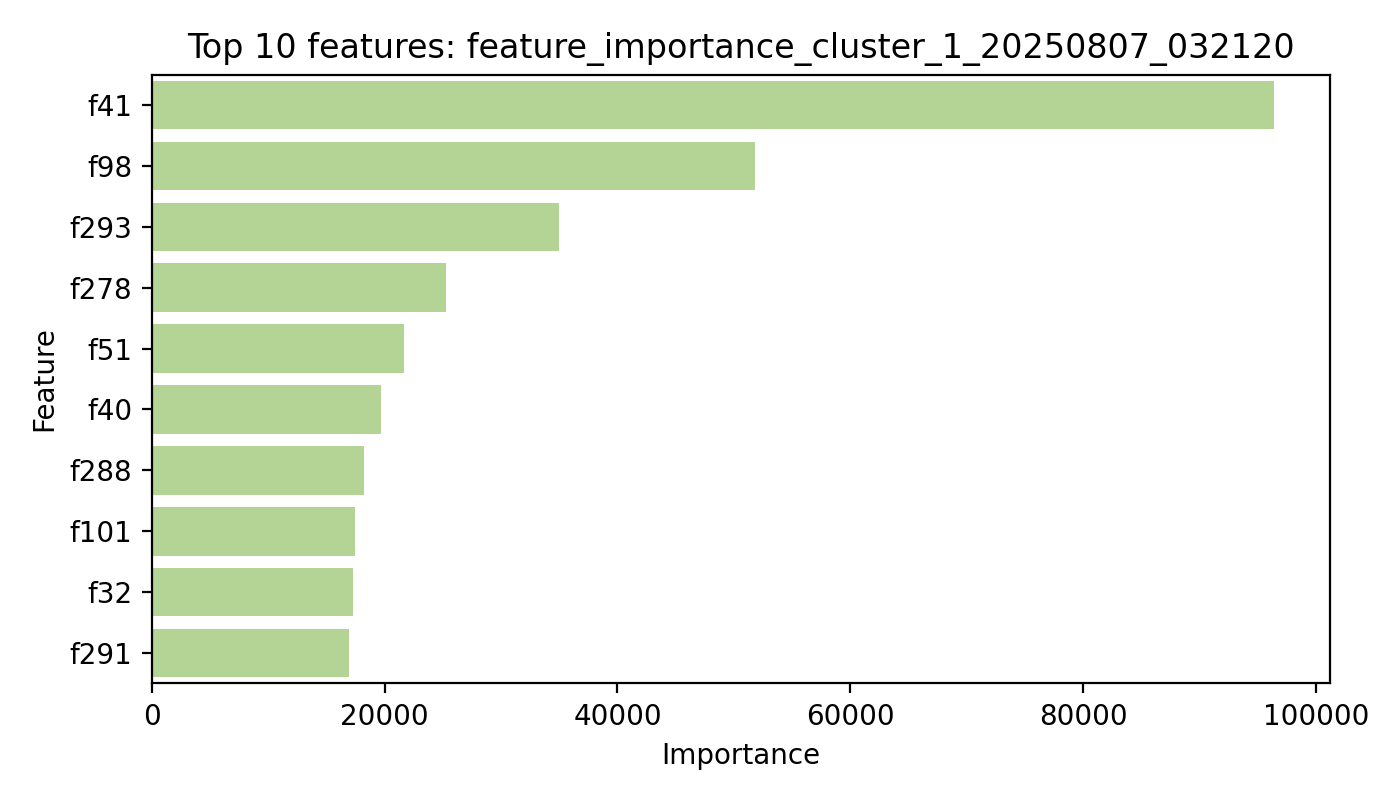 Top 10 features: feature_importance_cluster_1_20250807_032120
f41
f98
f293
f278
f51
f40
f288
f101
f32
f291
Feature
0 20000 40000 60000 80000 100000
Importance